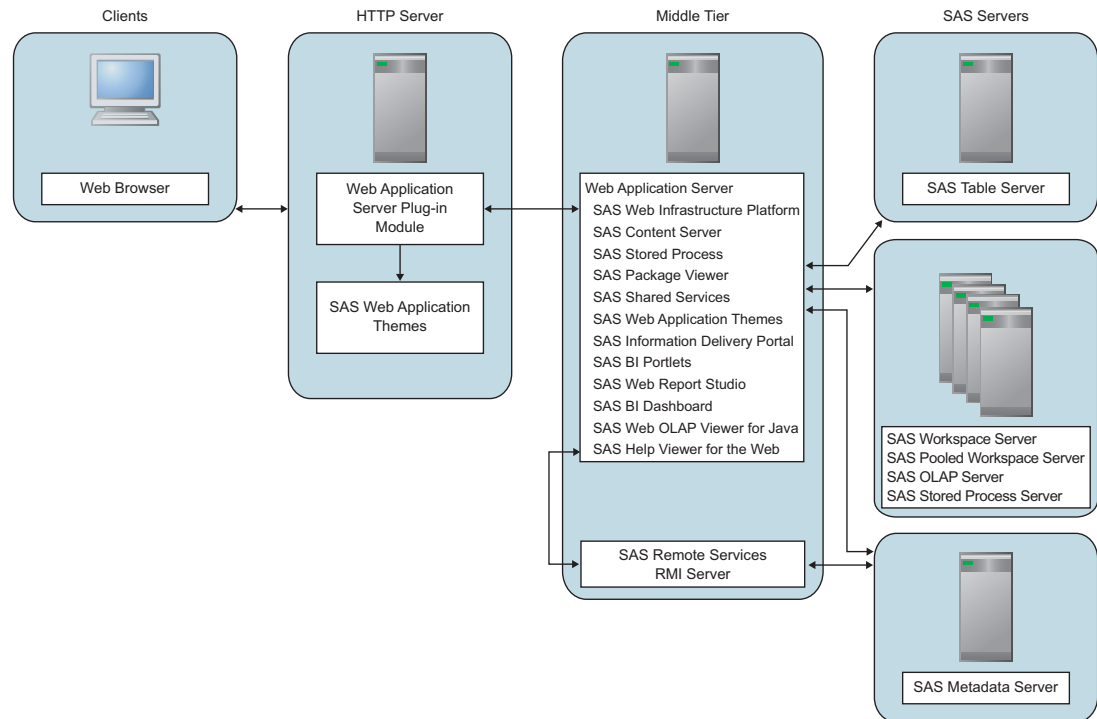 Clients
HTTP Server
Middle Tier
SAS Servers
Web Browser
Web Application
Server Plug-in
Module
SAS Web Application
Themes
Web Application Server
SAS Web Infrastructure Platform
SAS Content Server
SAS Stored Process
SAS Package Viewer
SAS Shared Services
SAS Web Application Themes
SAS Information Delivery Portal
SAS BI Portlets
SAS Web Report Studio
SAS BI Dashboard
SAS Web OLAP Viewer for Java
SAS Help Viewer for the Web
SAS Remote Services
RMI Server
SAS Table Server
SAS Workspace Server
SAS Pooled Workspace Server
SAS OLAP Server
SAS Stored Process Server
SAS Metadata Server